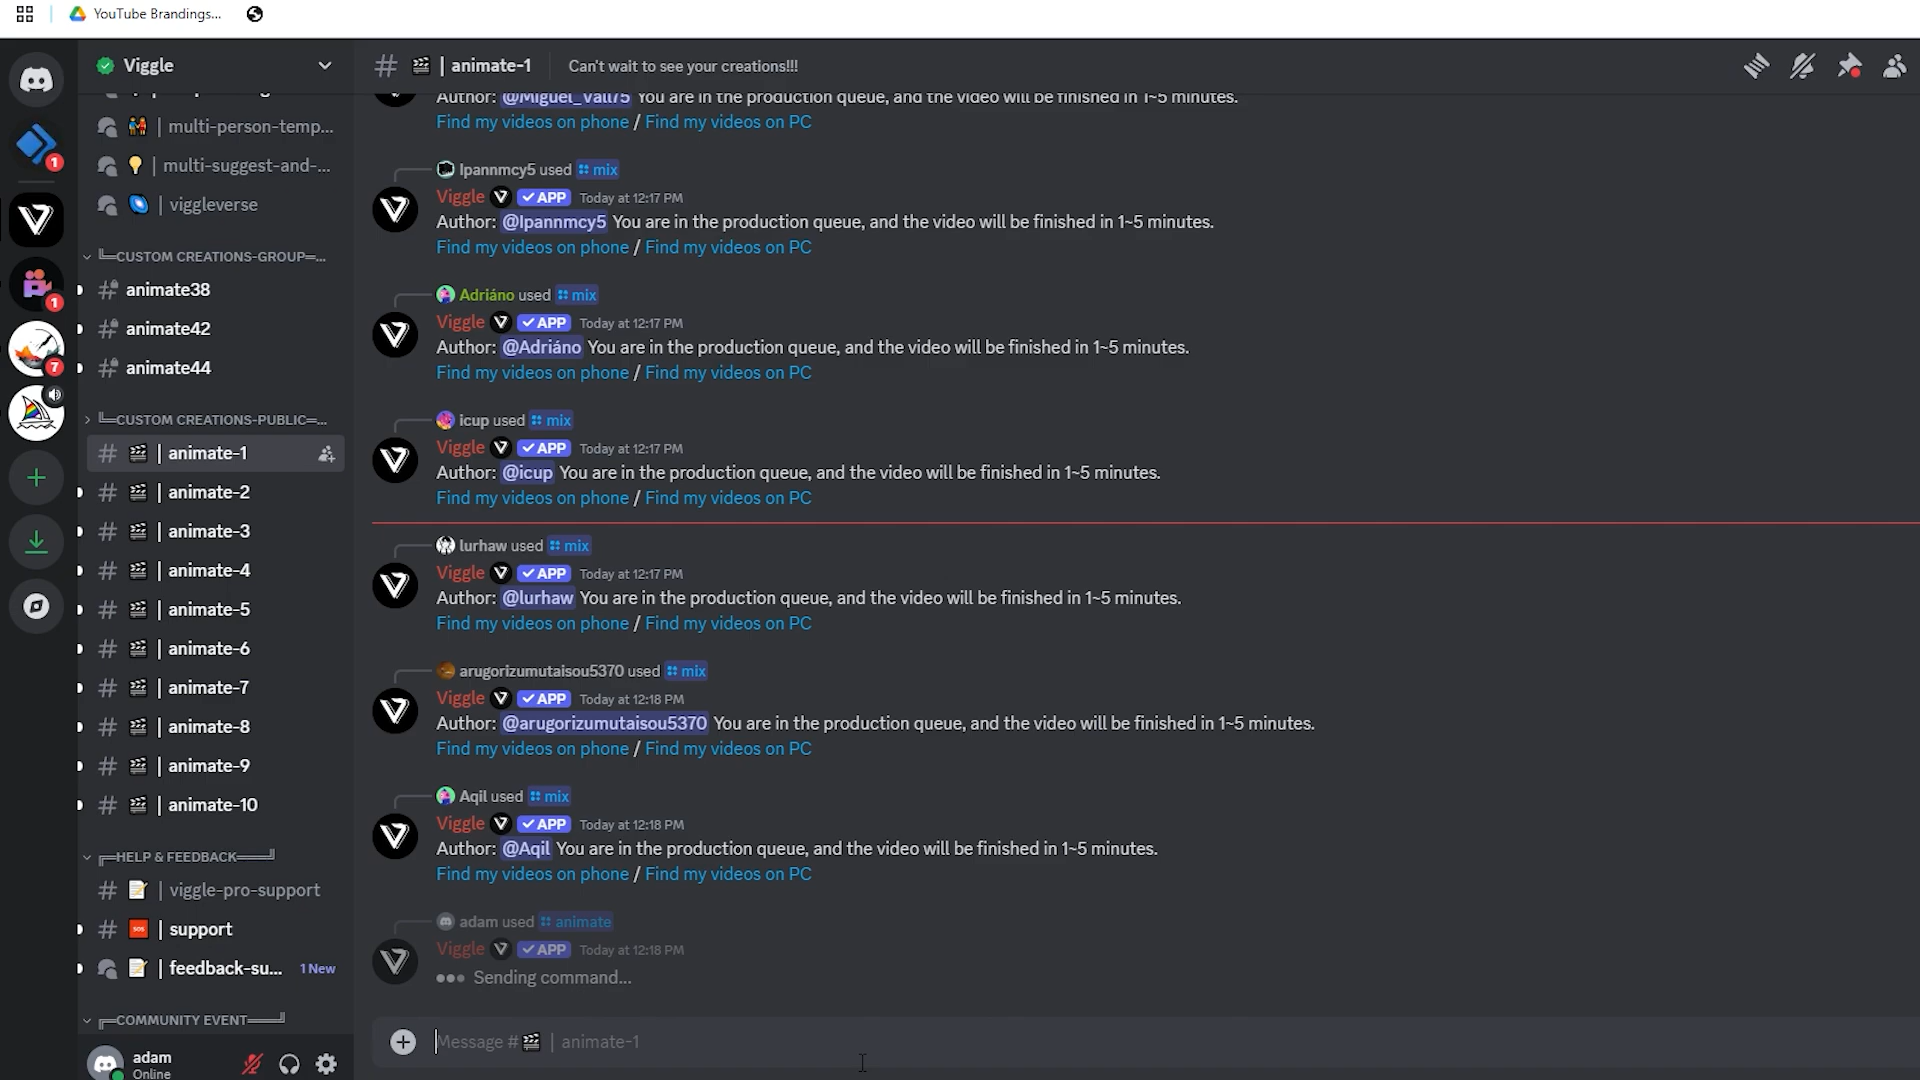 YouTube Brandings...
Viggle
multi-person-temp...
multi-suggest-and-...
viggleverse
╚═CUSTOM CREATIONS-GROUP═...
animate38
animate42
animate44
╚═CUSTOM CREATIONS-PUBLIC═...
# | animate-1
# | animate-2
# | animate-3
# | animate-4
# | animate-5
# | animate-6
# | animate-7
# | animate-8
# | animate-9
# | animate-10
╔═HELP & FEEDBACK═══╝
# | viggle-pro-support
# | support
| feedback-su... 1 New
╔═COMMUNITY EVENT═══╝
adam
Online
1
1
7
# | animate-1 Can't wait to see your creations!!!
Author: @Miguel_Vall75 You are in the production queue, and the video will be finished in 1~5 minutes.
Find my videos on phone / Find my videos on PC
Ipannmcy5 used mix
Viggle APP Today at 12:17 PM
Author: @Ipannmcy5 You are in the production queue, and the video will be finished in 1~5 minutes.
Find my videos on phone / Find my videos on PC
Adriáno used mix
Viggle APP Today at 12:17 PM
Author: @Adriáno You are in the production queue, and the video will be finished in 1~5 minutes.
Find my videos on phone / Find my videos on PC
icup used mix
Viggle APP Today at 12:17 PM
Author: @icup You are in the production queue, and the video will be finished in 1~5 minutes.
Find my videos on phone / Find my videos on PC
lurhaw used mix
Viggle APP Today at 12:17 PM
Author: @lurhaw You are in the production queue, and the video will be finished in 1~5 minutes.
Find my videos on phone / Find my videos on PC
arugorizumutaisou5370 used mix
Viggle APP Today at 12:18 PM
Author: @arugorizumutaisou5370 You are in the production queue, and the video will be finished in 1~5 minutes.
Find my videos on phone / Find my videos on PC
Aqil used mix
Viggle APP Today at 12:18 PM
Author: @Aqil You are in the production queue, and the video will be finished in 1~5 minutes.
Find my videos on phone / Find my videos on PC
adam used animate
Viggle APP Today at 12:18 PM
Sending command...
Message # | animate-1